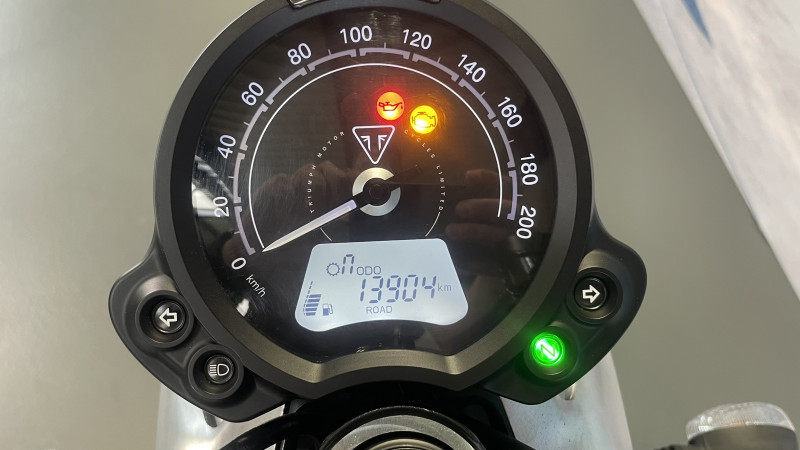 0
20
40
60
80
100
120
140
160
180
200
km/h
TRIUMPH MOTOR
CYCLES LIMITED
n ODO
13904 km
ROAD
N